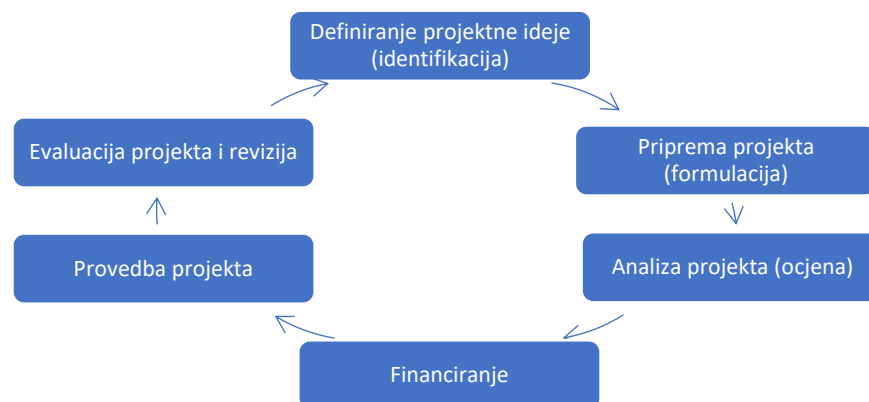 Definiranje projektne ideje
(identifikacija)
Priprema projekta
(formulacija)
Analiza projekta (ocjena)
Financiranje
Provedba projekta
Evaluacija projekta i revizija